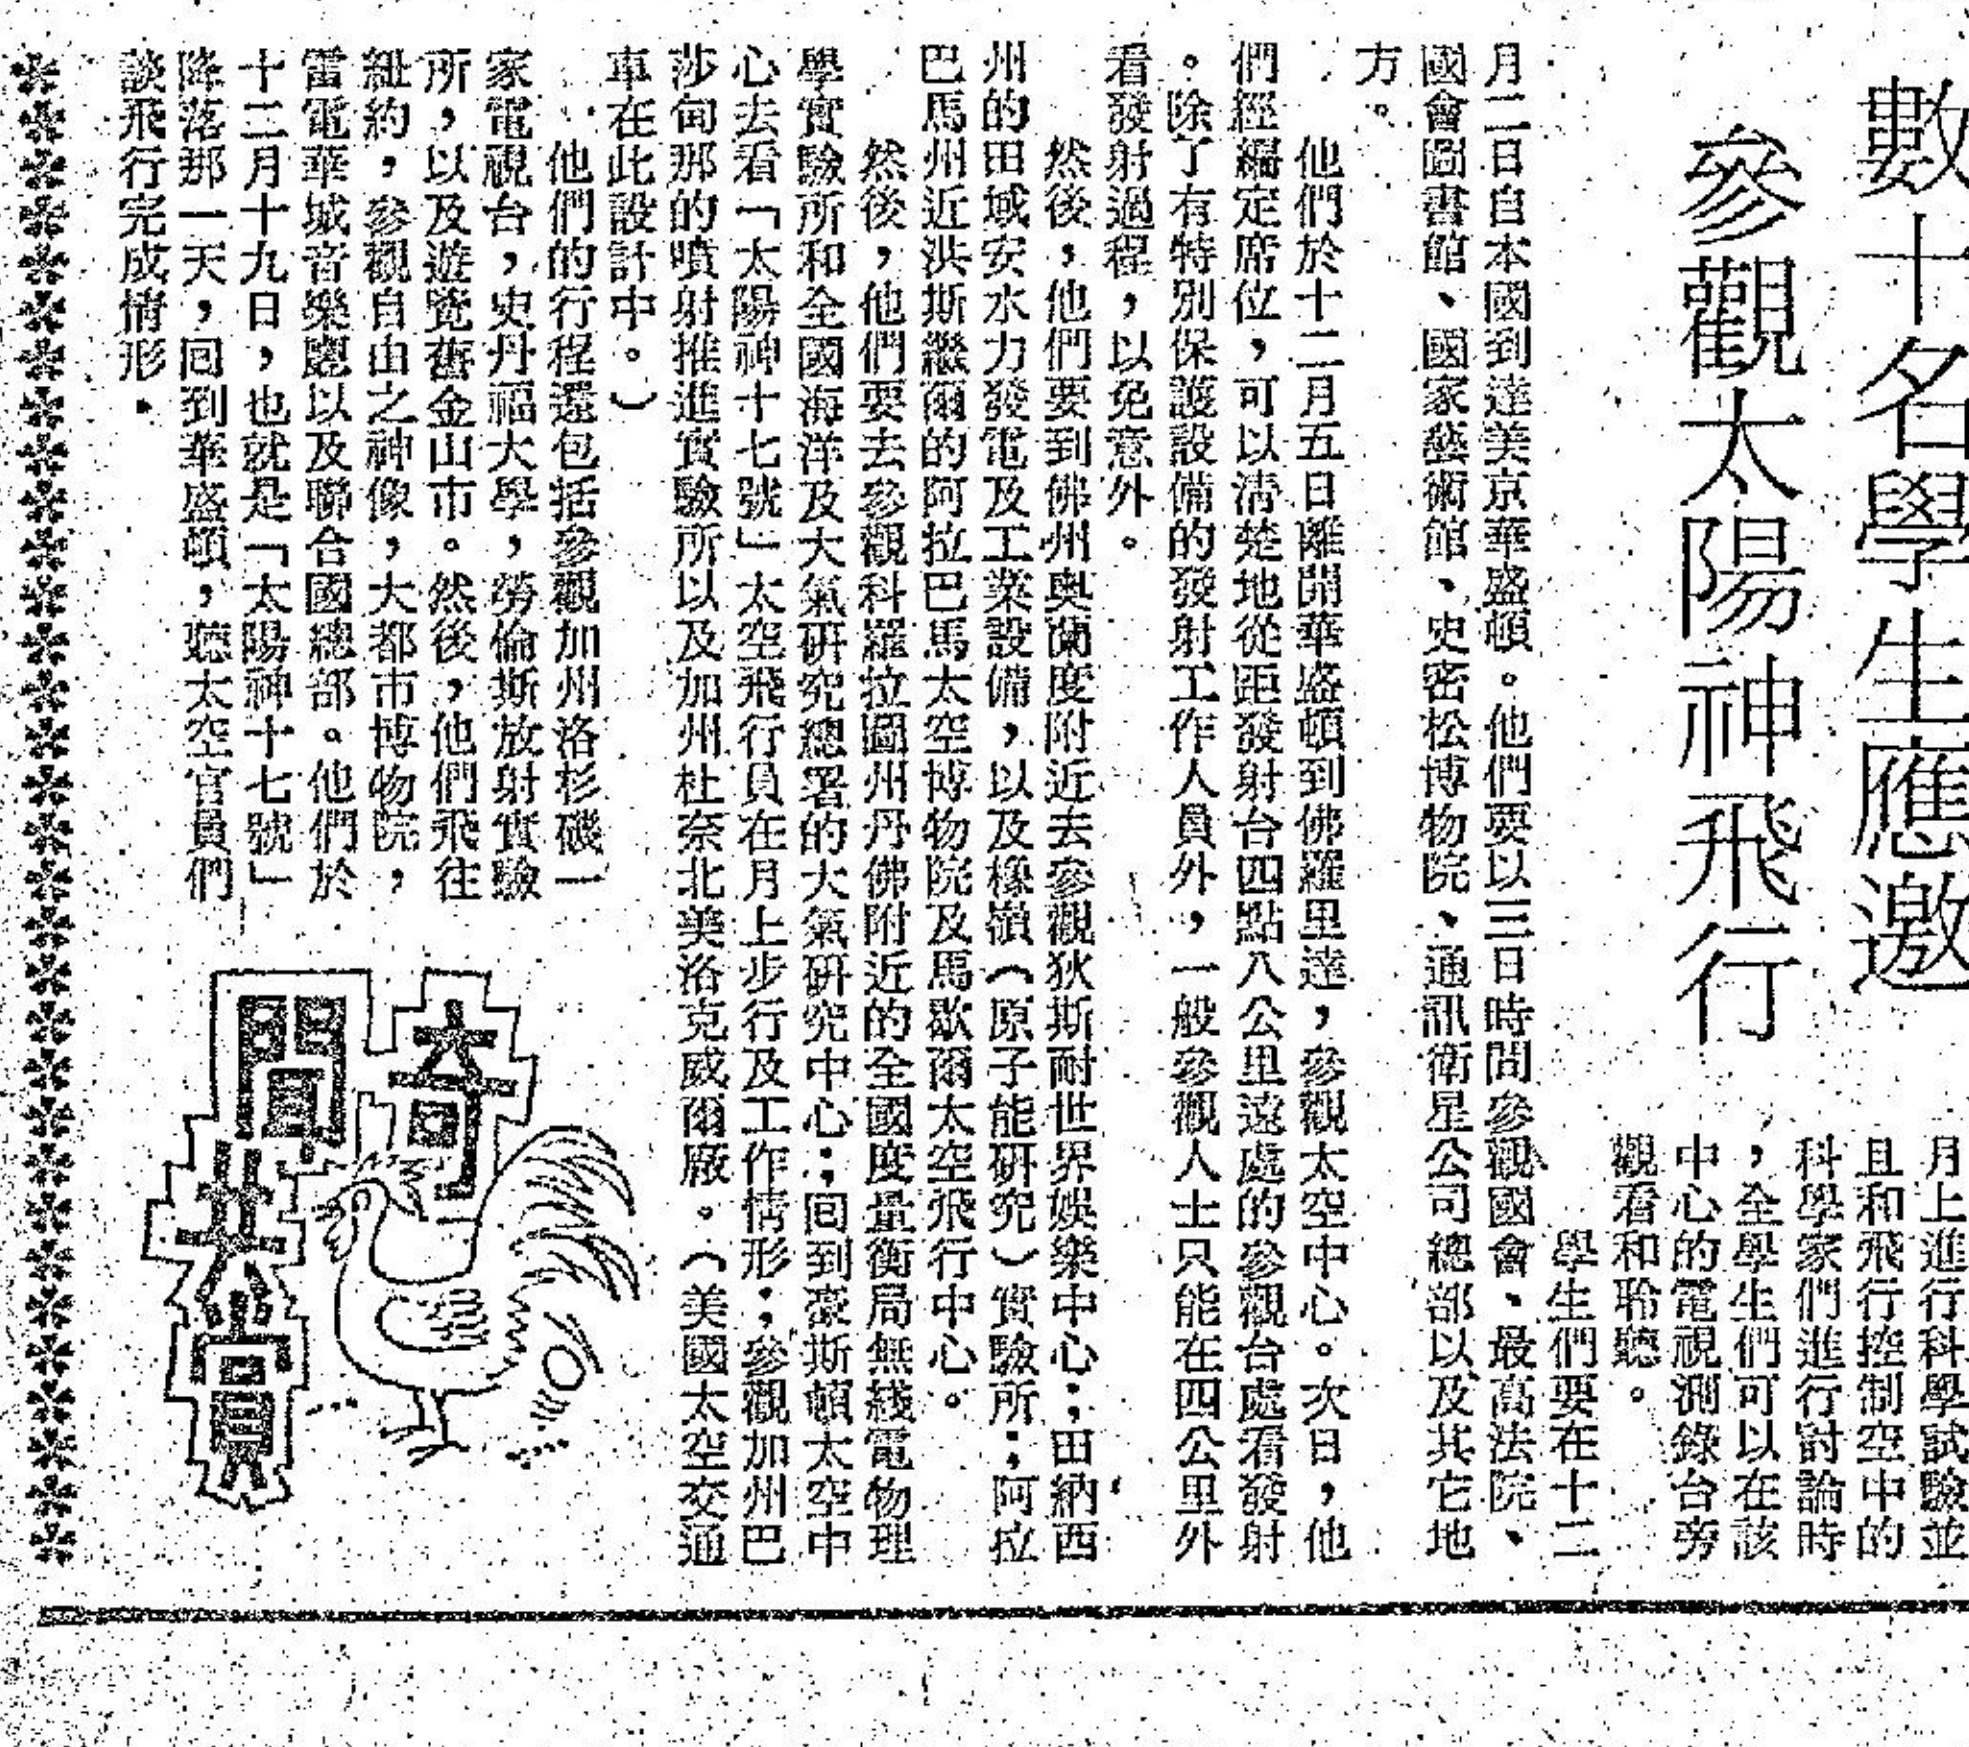 數十名學生應邀
參觀太陽神飛行
月上進行科學試驗並
且和飛行控制空中的
科學家們進行討論時
，全學生們可以在該
中心的電視測錄台旁
觀看和聆聽。
學生們要在十二
月二日自本國到達美京華盛頓。他們要以三日時間參觀國會、最高法院、
國會圖書館、國家藝術館、史密松博物院、通訊衛星公司總部以及其它地
方。
他們於十二月五日離開華盛頓到佛羅里達，參觀太空中心。次日，他
們經編定席位，可以清楚地從距發射台四點八公里遠處的參觀台處看發射
。除了有特別保護設備的發射工作人員外，一般參觀人士只能在四公里外
看發射過程，以免意外。
然後，他們要到佛州奧蘭度附近去參觀狄斯耐世界娛樂中心；田納西
州的田域安水力發電及工業設備，以及橡嶺（原子能研究）實驗所；阿拉
巴馬州近洪斯繼爾的阿拉巴馬太空博物院及馬歇爾太空飛行中心。
然後，他們要去參觀科羅拉圖州丹佛附近的全國度量衡局無綫電物理
學實驗所和全國海洋及大氣研究總署的大氣研究中心；回到豪斯頓太空中
心去看「太陽神十七號」太空飛行員在月上步行及工作情形；參觀加州巴
莎甸那的噴射推進實驗所以及加州杜奈北美洛克威爾廠。（美國太空交通
車在此設計中。）
他們的行程還包括參觀加州洛杉磯一
家電視台，史丹福大學，勞倫斯放射實驗
所，以及遊覽舊金山市。然後，他們飛往
紐約，參觀自由之神像，大都市博物院，
雷電華城音樂廳以及聯合國總部。他們於
十二月十九日，也就是「太陽神十七號」
降落那一天，回到華盛頓，聽太空官員們
談飛行完成情形．
奇聞共賞